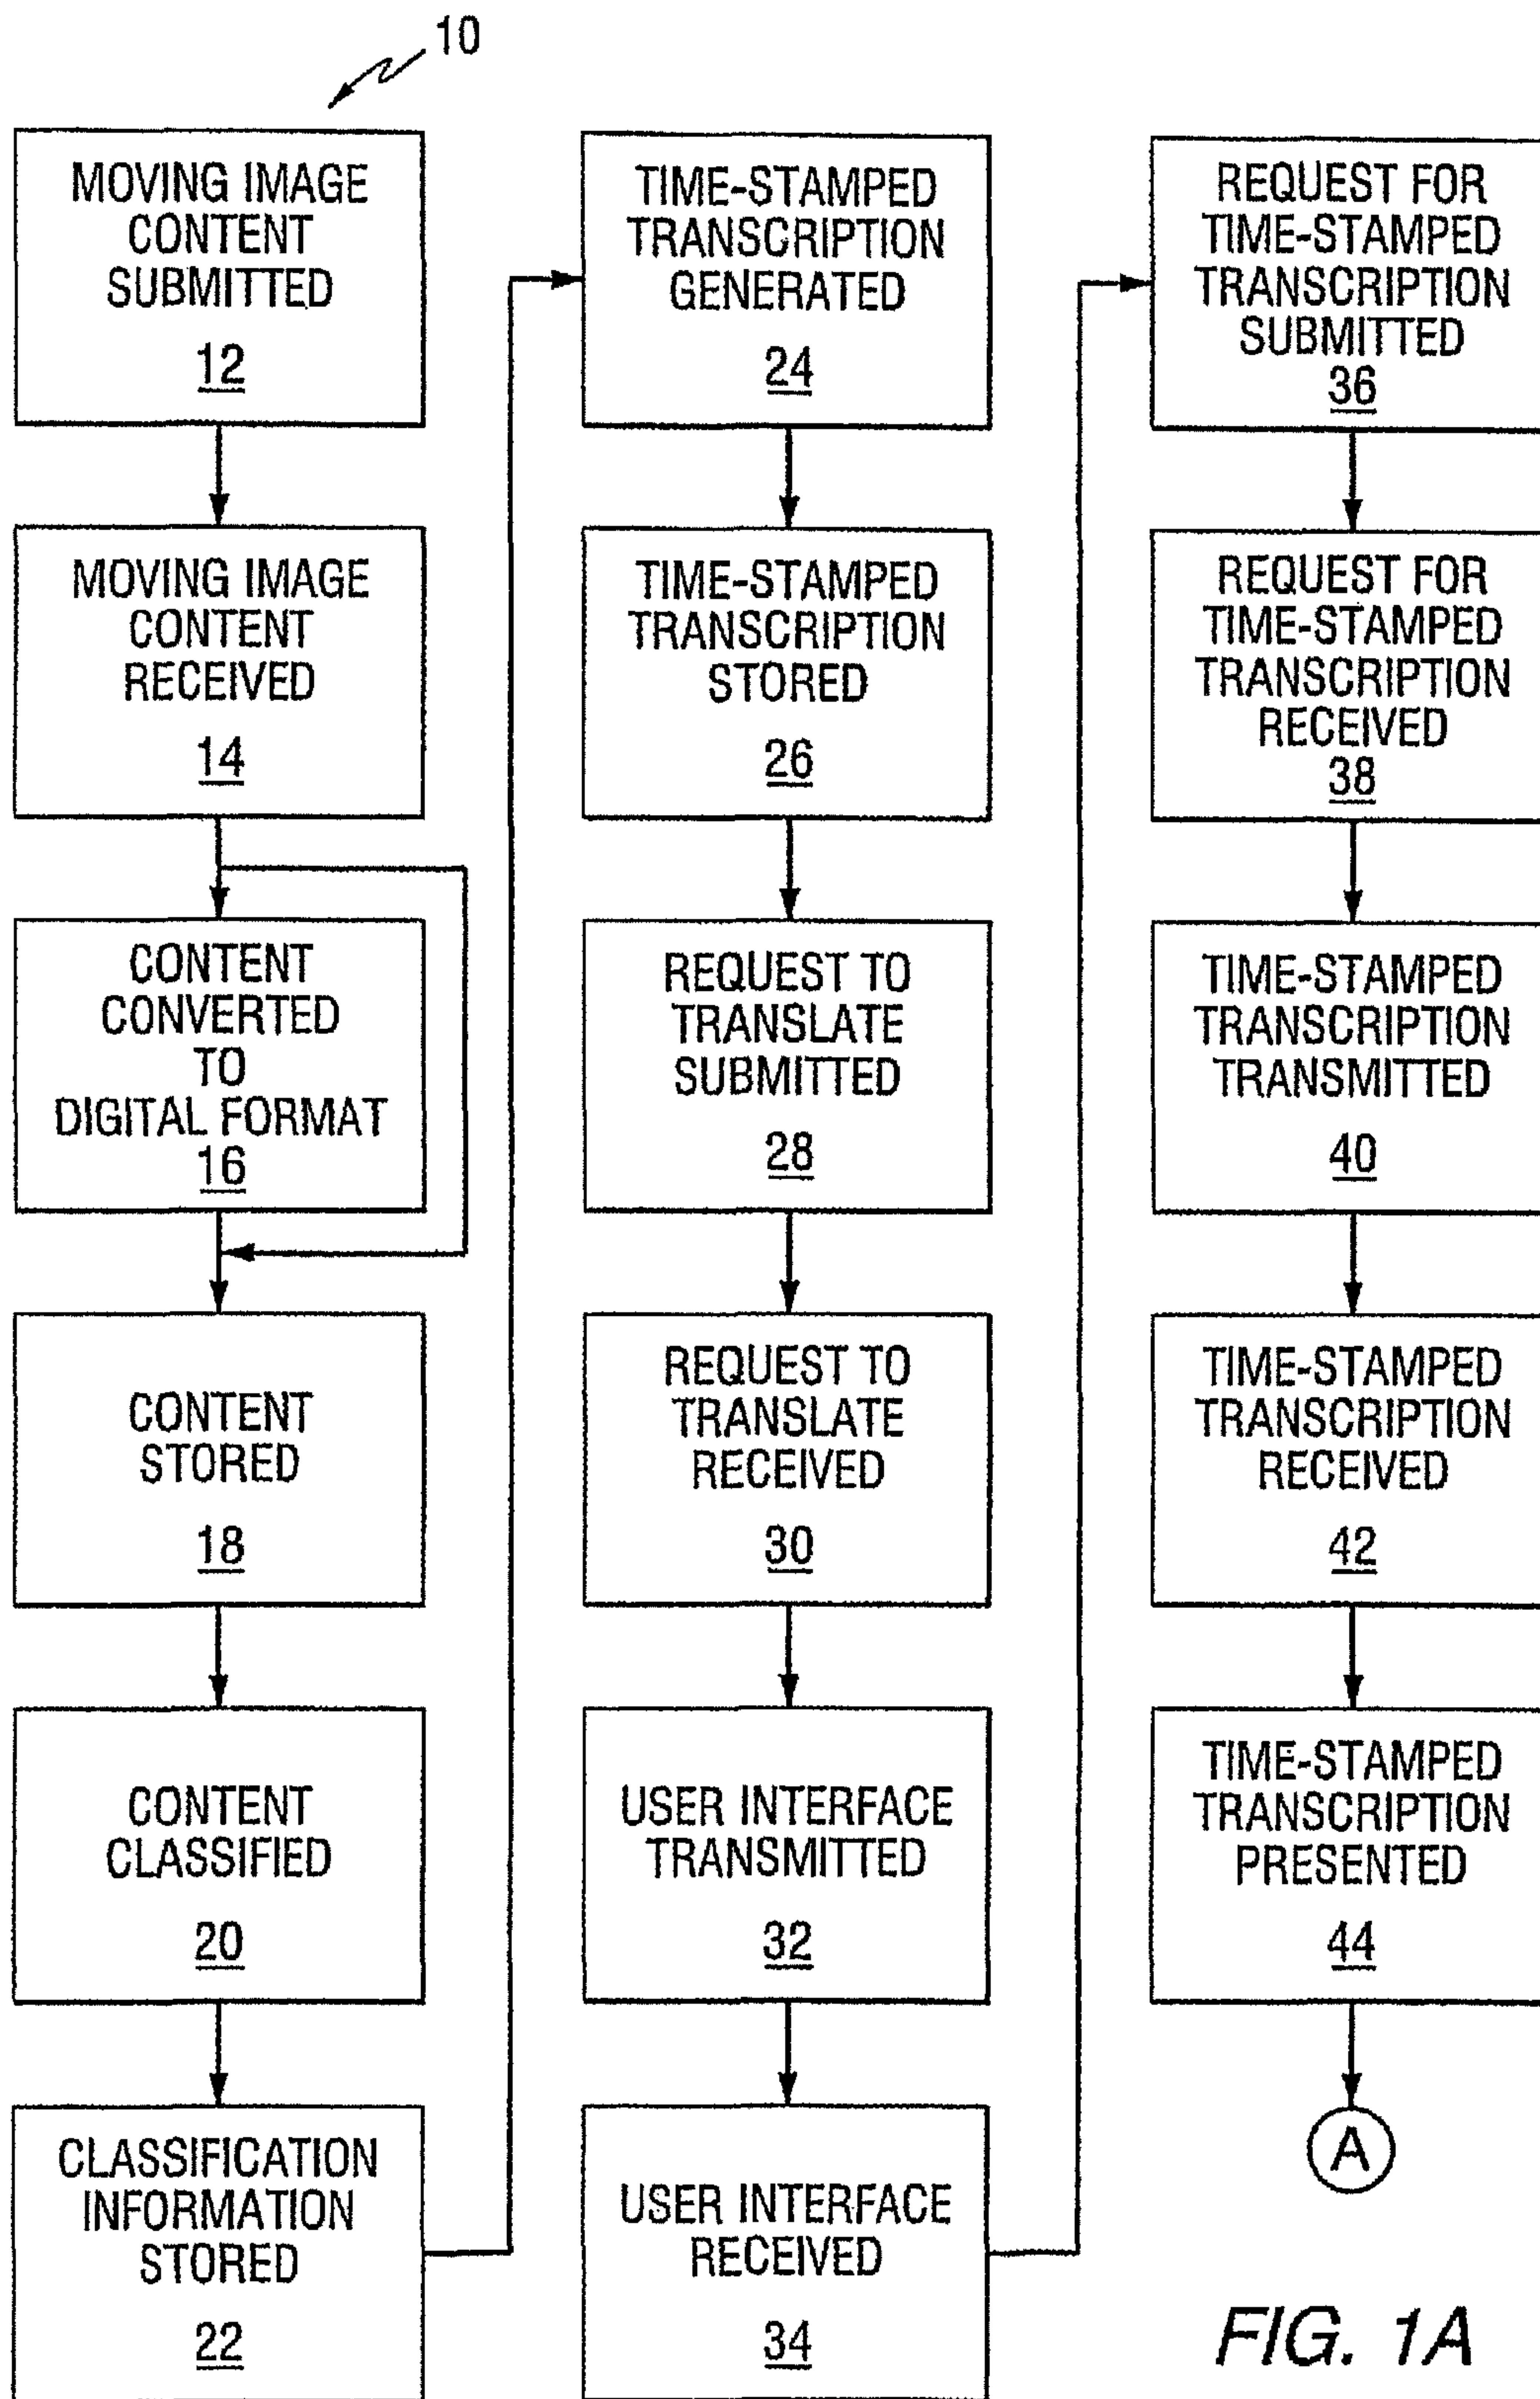 10
MOVING IMAGE
CONTENT
SUBMITTED
12
MOVING IMAGE
CONTENT
RECEIVED
14
CONTENT
CONVERTED
TO
DIGITAL FORMAT
16
CONTENT
STORED
18
CONTENT
CLASSIFIED
20
CLASSIFICATION
INFORMATION
STORED
22
TIME-STAMPED
TRANSCRIPTION
GENERATED
24
TIME-STAMPED
TRANSCRIPTION
STORED
26
REQUEST TO
TRANSLATE
SUBMITTED
28
REQUEST TO
TRANSLATE
RECEIVED
30
USER INTERFACE
TRANSMITTED
32
USER INTERFACE
RECEIVED
34
REQUEST FOR
TIME-STAMPED
TRANSCRIPTION
SUBMITTED
36
REQUEST FOR
TIME-STAMPED
TRANSCRIPTION
RECEIVED
38
TIME-STAMPED
TRANSCRIPTION
TRANSMITTED
40
TIME-STAMPED
TRANSCRIPTION
RECEIVED
42
TIME-STAMPED
TRANSCRIPTION
PRESENTED
44
A
FIG. 1A